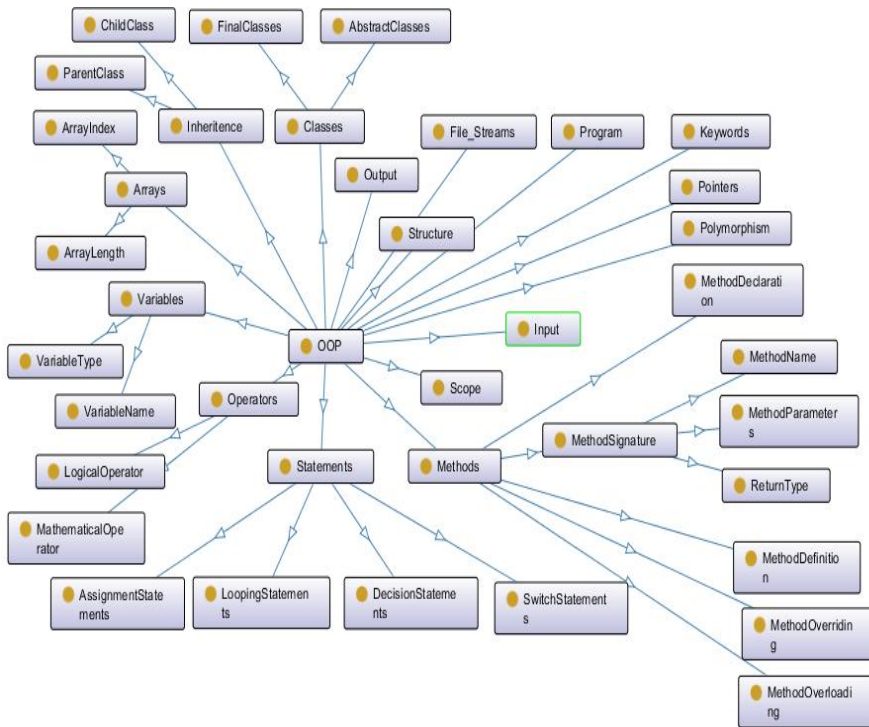 ChildClass
FinalClasses
AbstractClasses
ParentClass
ArrayIndex
Inheritence
Classes
File_Streams
Program
Keywords
Arrays
Output
Pointers
Structure
Polymorphism
ArrayLength
MethodDeclarati
on
Variables
Input
OOP
VariableType
MethodName
Scope
Operators
VariableName
MethodParameter
s
MethodSignature
LogicalOperator
Statements
Methods
ReturnType
MathematicalOpe
rator
MethodDefinitio
n
AssignmentState
ments
LoopingStatemen
ts
DecisionStateme
nts
SwitchStatement
s
MethodOverridin
g
MethodOverloadi
ng